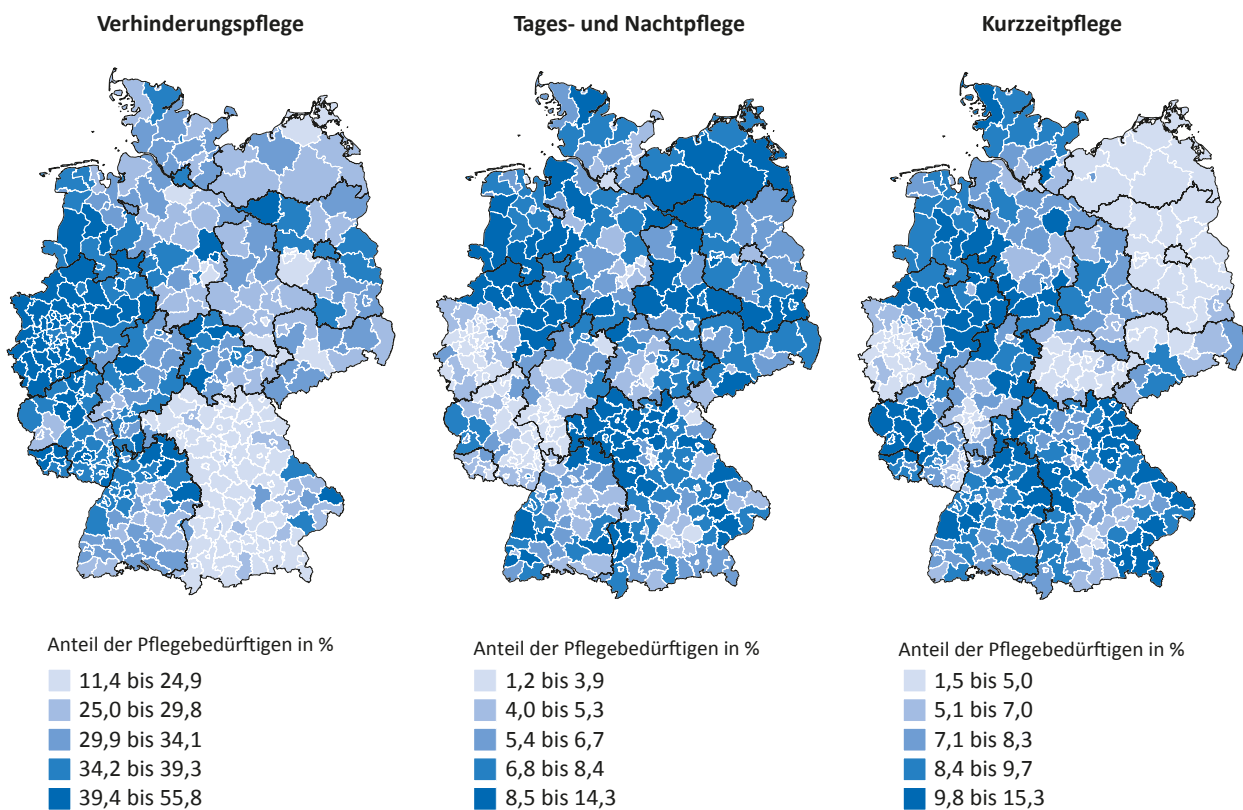 Verhinderungspflege
Tages- und Nachtpflege
Kurzzeitpflege
Anteil der Pflegebedürftigen in %
11,4 bis 24,9
25,0 bis 29,8
29,9 bis 34,1
34,2 bis 39,3
39,4 bis 55,8
Anteil der Pflegebedürftigen in %
1,2 bis 3,9
4,0 bis 5,3
5,4 bis 6,7
6,8 bis 8,4
8,5 bis 14,3
Anteil der Pflegebedürftigen in %
1,5 bis 5,0
5,1 bis 7,0
7,1 bis 8,3
8,4 bis 9,7
9,8 bis 15,3